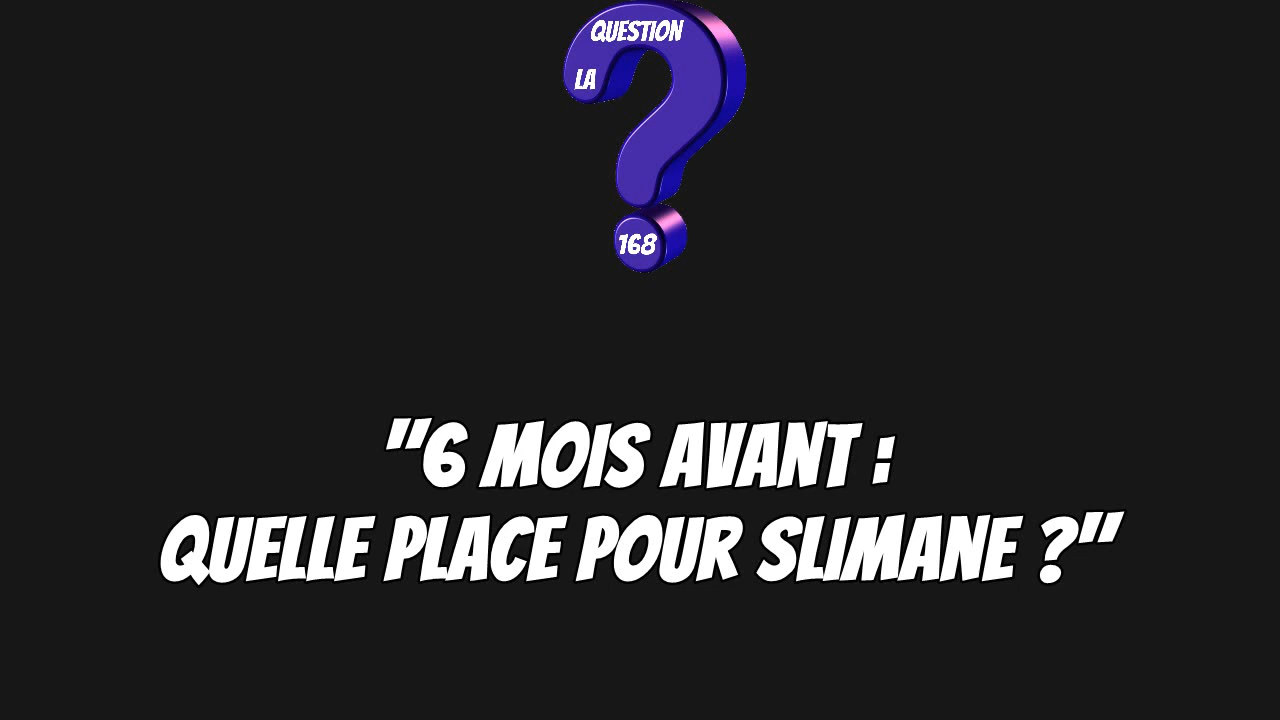 QUESTION
LA
168
"6 MOIS AVANT :
QUELLE PLACE POUR SLIMANE ?"